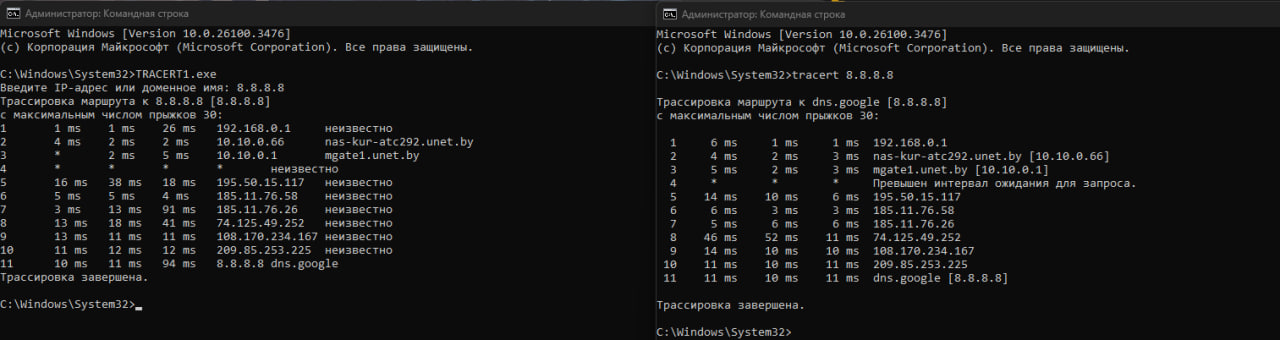 Администратор: Командная строка
Microsoft Windows [Version 10.0.26100.3476]
(c) Корпорация Майкрософт (Microsoft Corporation). Все права защищены.
C:\Windows\System32>TRACERT1.exe
Введите IP-адрес или доменное имя: 8.8.8.8
Трассировка маршрута к 8.8.8.8 [8.8.8.8]
с максимальным числом прыжков 30:
1 1 ms 1 ms 26 ms 192.168.0.1 неизвестно
2 4 ms 2 ms 2 ms 10.10.0.66 nas-kur-atc292.unet.by
3 * 2 ms 5 ms 10.10.0.1 mgate1.unet.by
4 * * * * неизвестно
5 16 ms 38 ms 18 ms 195.50.15.117 неизвестно
6 5 ms 5 ms 4 ms 185.11.76.58 неизвестно
7 3 ms 13 ms 91 ms 185.11.76.26 неизвестно
8 13 ms 18 ms 41 ms 74.125.49.252 неизвестно
9 13 ms 11 ms 11 ms 108.170.234.167 неизвестно
10 11 ms 12 ms 12 ms 209.85.253.225 неизвестно
11 10 ms 11 ms 94 ms 8.8.8.8 dns.google
Трассировка завершена.
C:\Windows\System32>
Администратор: Командная строка
Microsoft Windows [Version 10.0.26100.3476]
(c) Корпорация Майкрософт (Microsoft Corporation). Все права защищены.
C:\Windows\System32>tracert 8.8.8.8
Трассировка маршрута к dns.google [8.8.8.8]
с максимальным числом прыжков 30:
1 6 ms 1 ms 1 ms 192.168.0.1
2 4 ms 2 ms 3 ms nas-kur-atc292.unet.by [10.10.0.66]
3 5 ms 2 ms 3 ms mgate1.unet.by [10.10.0.1]
4 * * * Превышен интервал ожидания для запроса.
5 14 ms 10 ms 6 ms 195.50.15.117
6 6 ms 3 ms 3 ms 185.11.76.58
7 5 ms 6 ms 6 ms 185.11.76.26
8 46 ms 52 ms 11 ms 74.125.49.252
9 14 ms 10 ms 10 ms 108.170.234.167
10 11 ms 10 ms 11 ms 209.85.253.225
11 11 ms 10 ms 11 ms dns.google [8.8.8.8]
Трассировка завершена.
C:\Windows\System32>